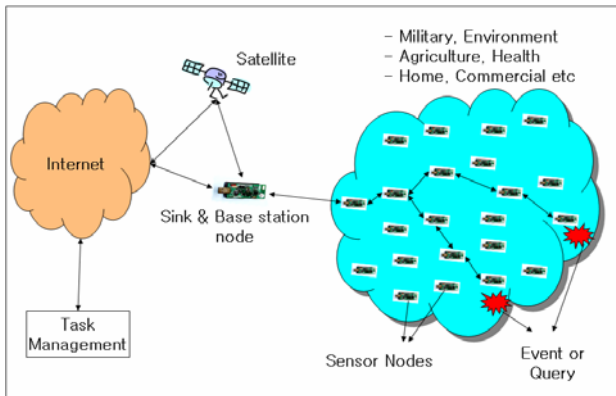 Satellite
- Military, Environment
- Agriculture, Health
- Home, Commercial etc
Internet
Sink & Base station
node
Task
Management
Sensor Nodes
Event or
Query